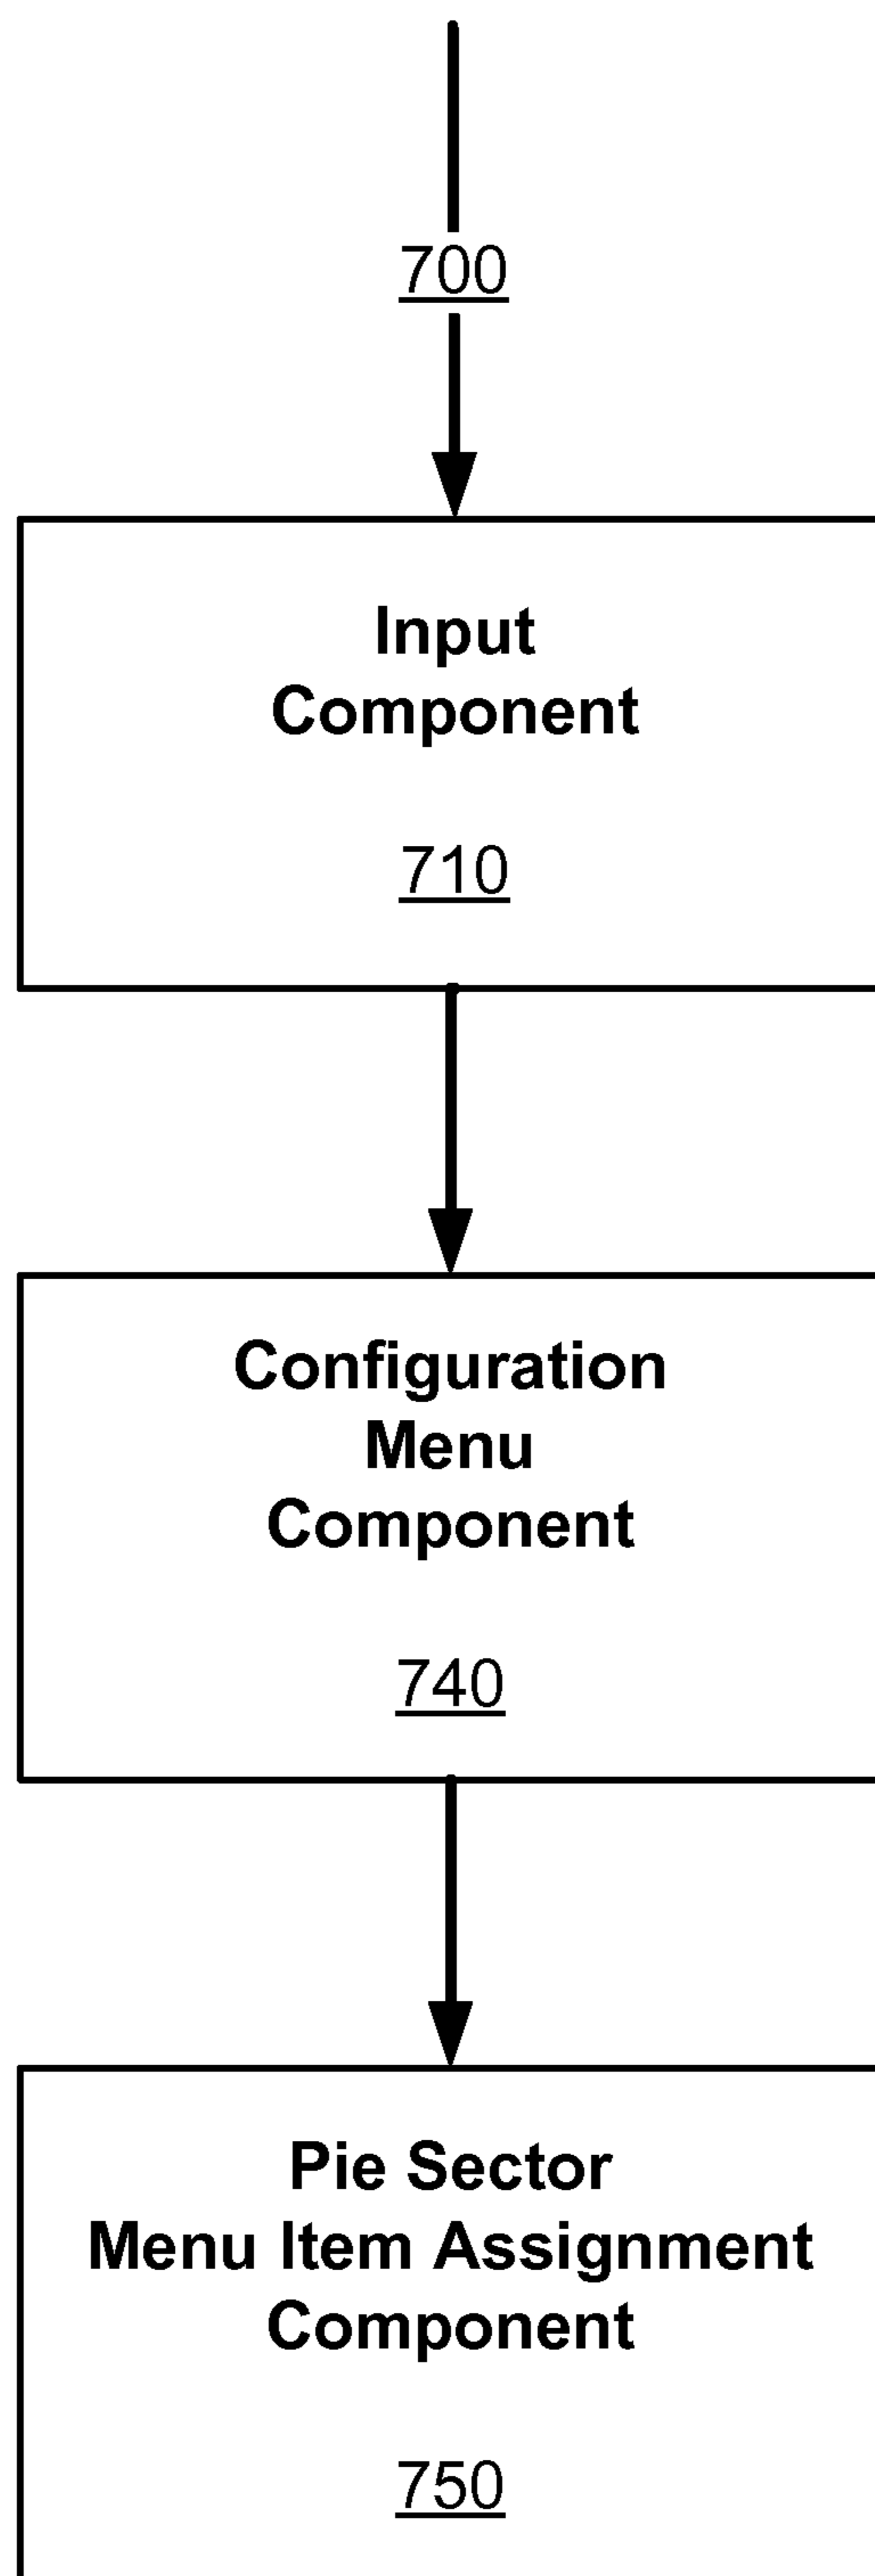 700
Input
Component
710
Configuration
Menu
Component
740
Pie Sector
Menu Item Assignment
Component
750